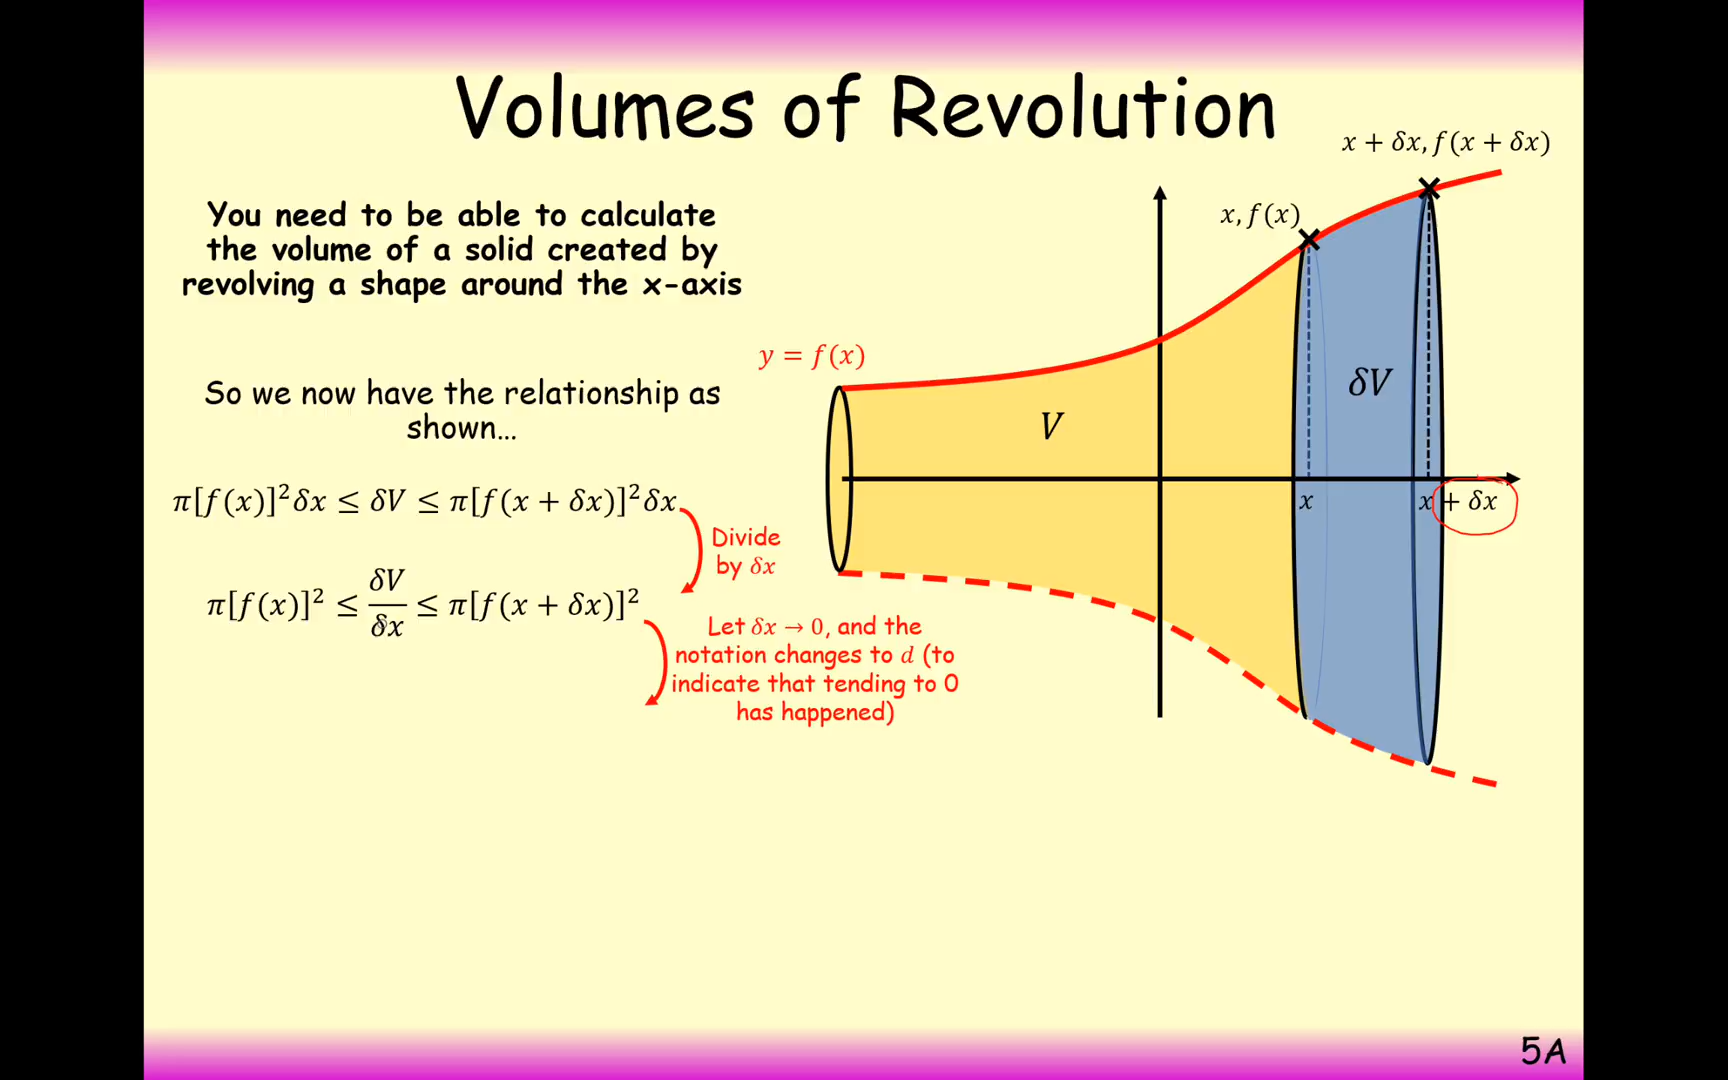 Volumes of Revolution
You need to be able to calculate
the volume of a solid created by
revolving a shape around the x-axis
So we now have the relationship as
shown…
π[f(x)]²δx ≤ δV ≤ π[f(x + δx)]²δx
Divide
by δx
π[f(x)]² ≤ δV/δx ≤ π[f(x + δx)]²
Let δx → 0, and the
notation changes to d (to
indicate that tending to 0
has happened)
x + δx, f(x + δx)
x, f(x)
y = f(x)
V
δV
x
x + δx
5A